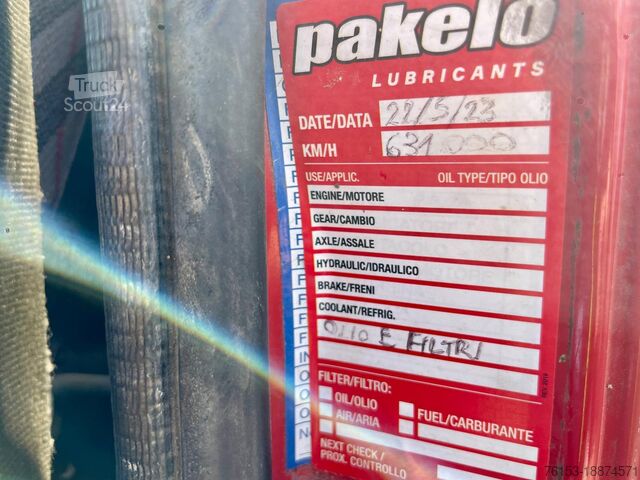 pakelo
LUBRICANTS
Truck
Scout24
DATE/DATA 22/5/23
KM/H 631.000
USE/APPLIC. OIL TYPE/TIPO OLIO
ENGINE/MOTORE
GEAR/CAMBIO
AXLE/ASSALE
HYDRAULIC/IDRAULICO
BRAKE/FRENI
COOLANT/REFRIG.
OLIO E FILTRI
FILTER/FILTRO:
OIL/OLIO
AIR/ARIA FUEL/CARBURANTE
NEXT CHECK/
PROX. CONTROLLO
76153-18874571